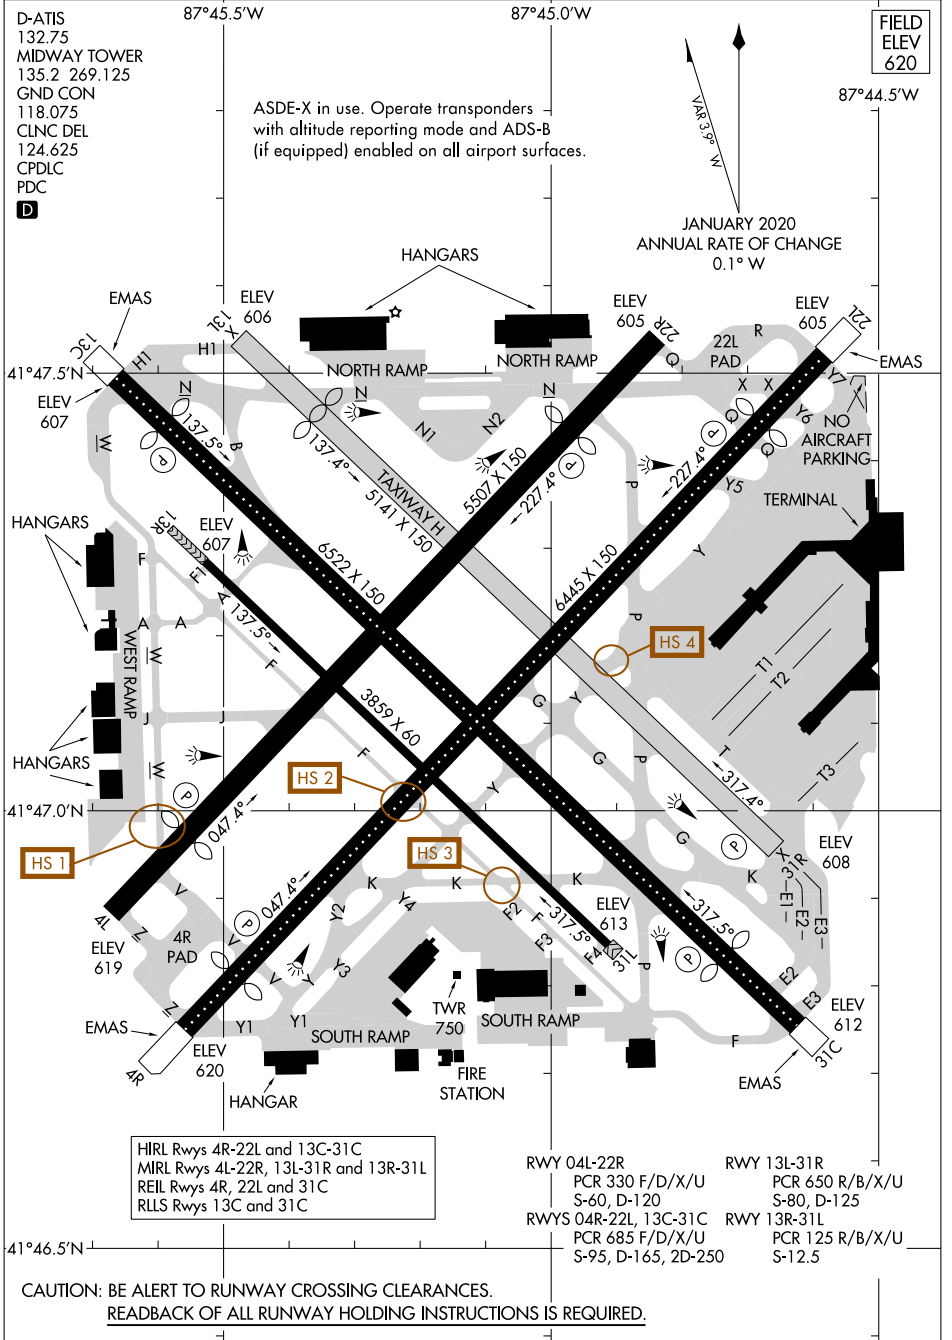 87°45.5'W
87°45.0'W
D-ATIS
132.75
MIDWAY TOWER
135.2 269.125
GND CON
118.075
CLNC DEL
124.625
CPDLC
PDC
D
FIELD
ELEV
620
87°44.5'W
ASDE-X in use. Operate transponders
with altitude reporting mode and ADS-B
(if equipped) enabled on all airport surfaces.
VAR 3.9° W
JANUARY 2020
ANNUAL RATE OF CHANGE
0.1° W
HANGARS
EMAS
ELEV
606
ELEV
605
ELEV
605
13C
13L
X
22R
22L
22L
PAD
R
EMAS
H1
H1
NORTH RAMP
NORTH RAMP
Q
X X
Y7
41°47.5'N
ELEV
607
N
N
N
N1
N2
Q
Q
Y6
NO
AIRCRAFT
PARKING
W
B
P
P
P
137.5°
137.4°
227.4°
227.4°
TAXIWAY H
5141 X 150
5507 X 150
P
Y5
TERMINAL
HANGARS
13R
ELEV
607
F
F1
6522 X 150
6445 X 150
Y
A A
A
137.5°
F
P
W
WEST RAMP
HS 4
T1
T2
J
J
3859 X 60
G
Y
HANGARS
W
F
G
P
T
T3
HS 2
Y
317.4°
41°47.0'N
P
047.4°
HS 1
HS 3
G
P
X
31R
ELEV
608
K
K
K
K
E1
E2
E3
4L
Z
V
4R
PAD
V
P
047.4°
Y2
Y4
F2
F
F3
317.5°
ELEV
613
317.5°
P
ELEV
619
V
Y
Y3
F4
31L
P
E2
E3
ELEV
612
Z
TWR
750
EMAS
Y1
Y1
SOUTH RAMP
SOUTH RAMP
F
31C
4R
ELEV
620
HANGAR
FIRE
STATION
EMAS
HIRL Rwys 4R-22L and 13C-31C
MIRL Rwys 4L-22R, 13L-31R and 13R-31L
REIL Rwys 4R, 22L and 31C
RLLS Rwys 13C and 31C
RWY 04L-22R
PCR 330 F/D/X/U
S-60, D-120
RWYS 04R-22L, 13C-31C
PCR 685 F/D/X/U
S-95, D-165, 2D-250
RWY 13L-31R
PCR 650 R/B/X/U
S-80, D-125
RWY 13R-31L
PCR 125 R/B/X/U
S-12.5
41°46.5'N
CAUTION: BE ALERT TO RUNWAY CROSSING CLEARANCES.
READBACK OF ALL RUNWAY HOLDING INSTRUCTIONS IS REQUIRED.